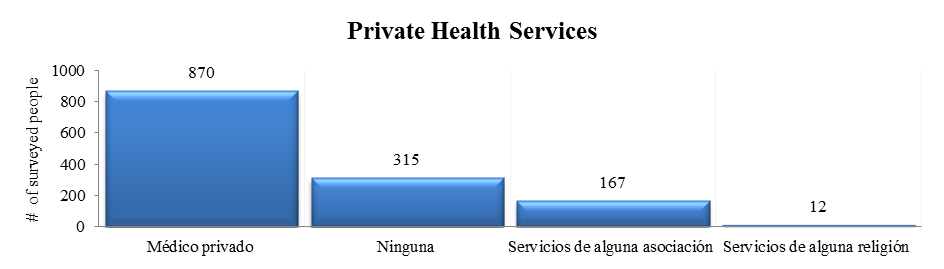 Private Health Services
# of surveyed people
1000
800
600
400
200
0
870
315
167
12
Médico privado
Ninguna
Servicios de alguna asociación
Servicios de alguna religión